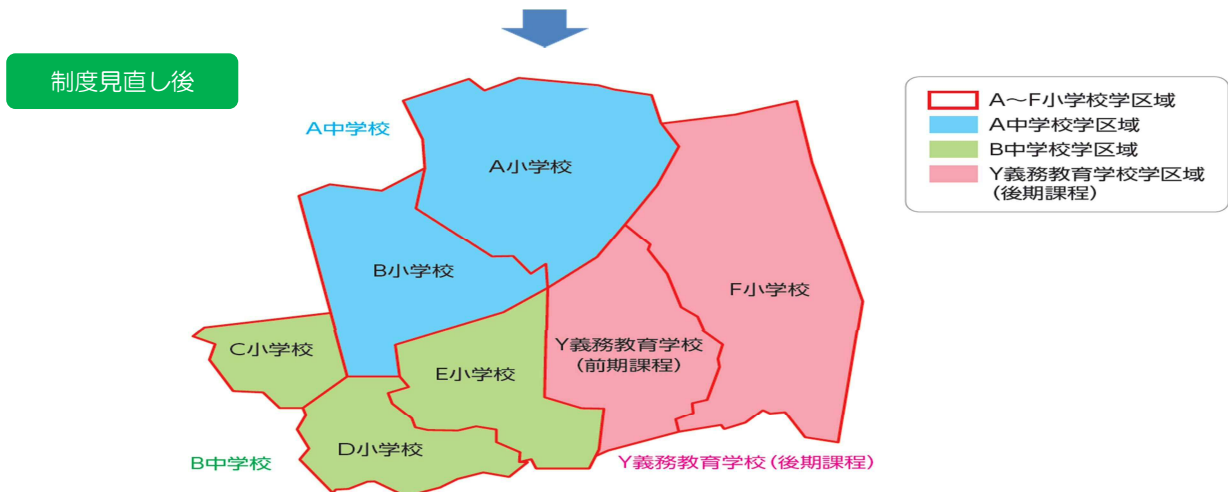 制度見直し後
A中学校
A小学校
B小学校
C小学校
D小学校
E小学校
Y義務教育学校
(前期課程)
F小学校
B中学校
Y義務教育学校(後期課程)
A〜F小学校学区域
A中学校学区域
B中学校学区域
Y義務教育学校学区域
(後期課程)